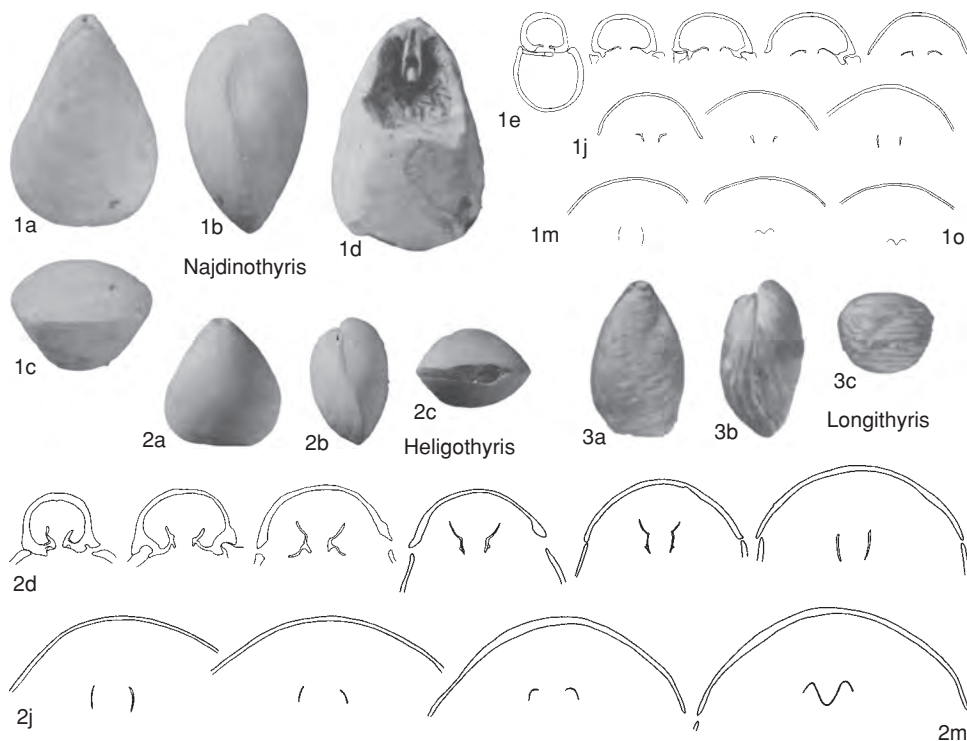 1a
1b
1d
1e
1j
1m
1o
Najdinothyris
1c
2a
2b
2c
Heligothyris
3a
3b
3c
Longithyris
2d
2j
2m